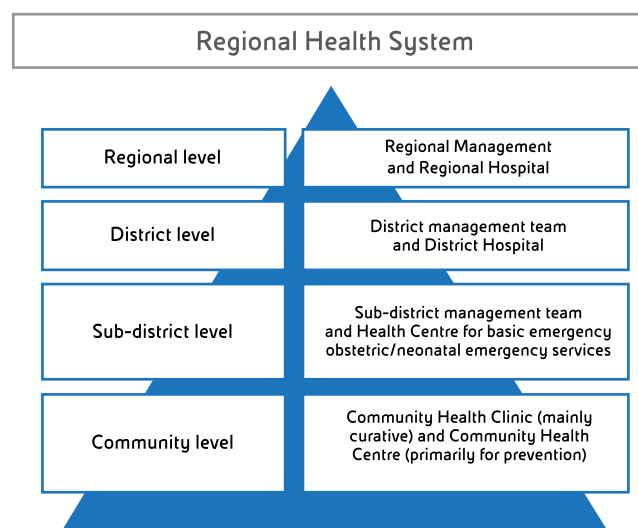 Regional Health System
Regional level
Regional Management
and Regional Hospital
District level
District management team
and District Hospital
Sub-district level
Sub-district management team
and Health Centre for basic emergency
obstetric/neonatal emergency services
Community level
Community Health Clinic (mainly
curative) and Community Health
Centre (primarily for prevention)